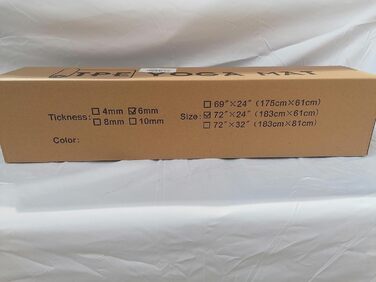 TPE YOGA MAT
Tickness: ☐ 4mm ☑ 6mm ☐ 8mm ☐ 10mm
Size: ☐ 69"×24" (175cm×61cm)
☑ 72"×24" (183cm×61cm)
☐ 72"×32" (183cm×81cm)
Color: